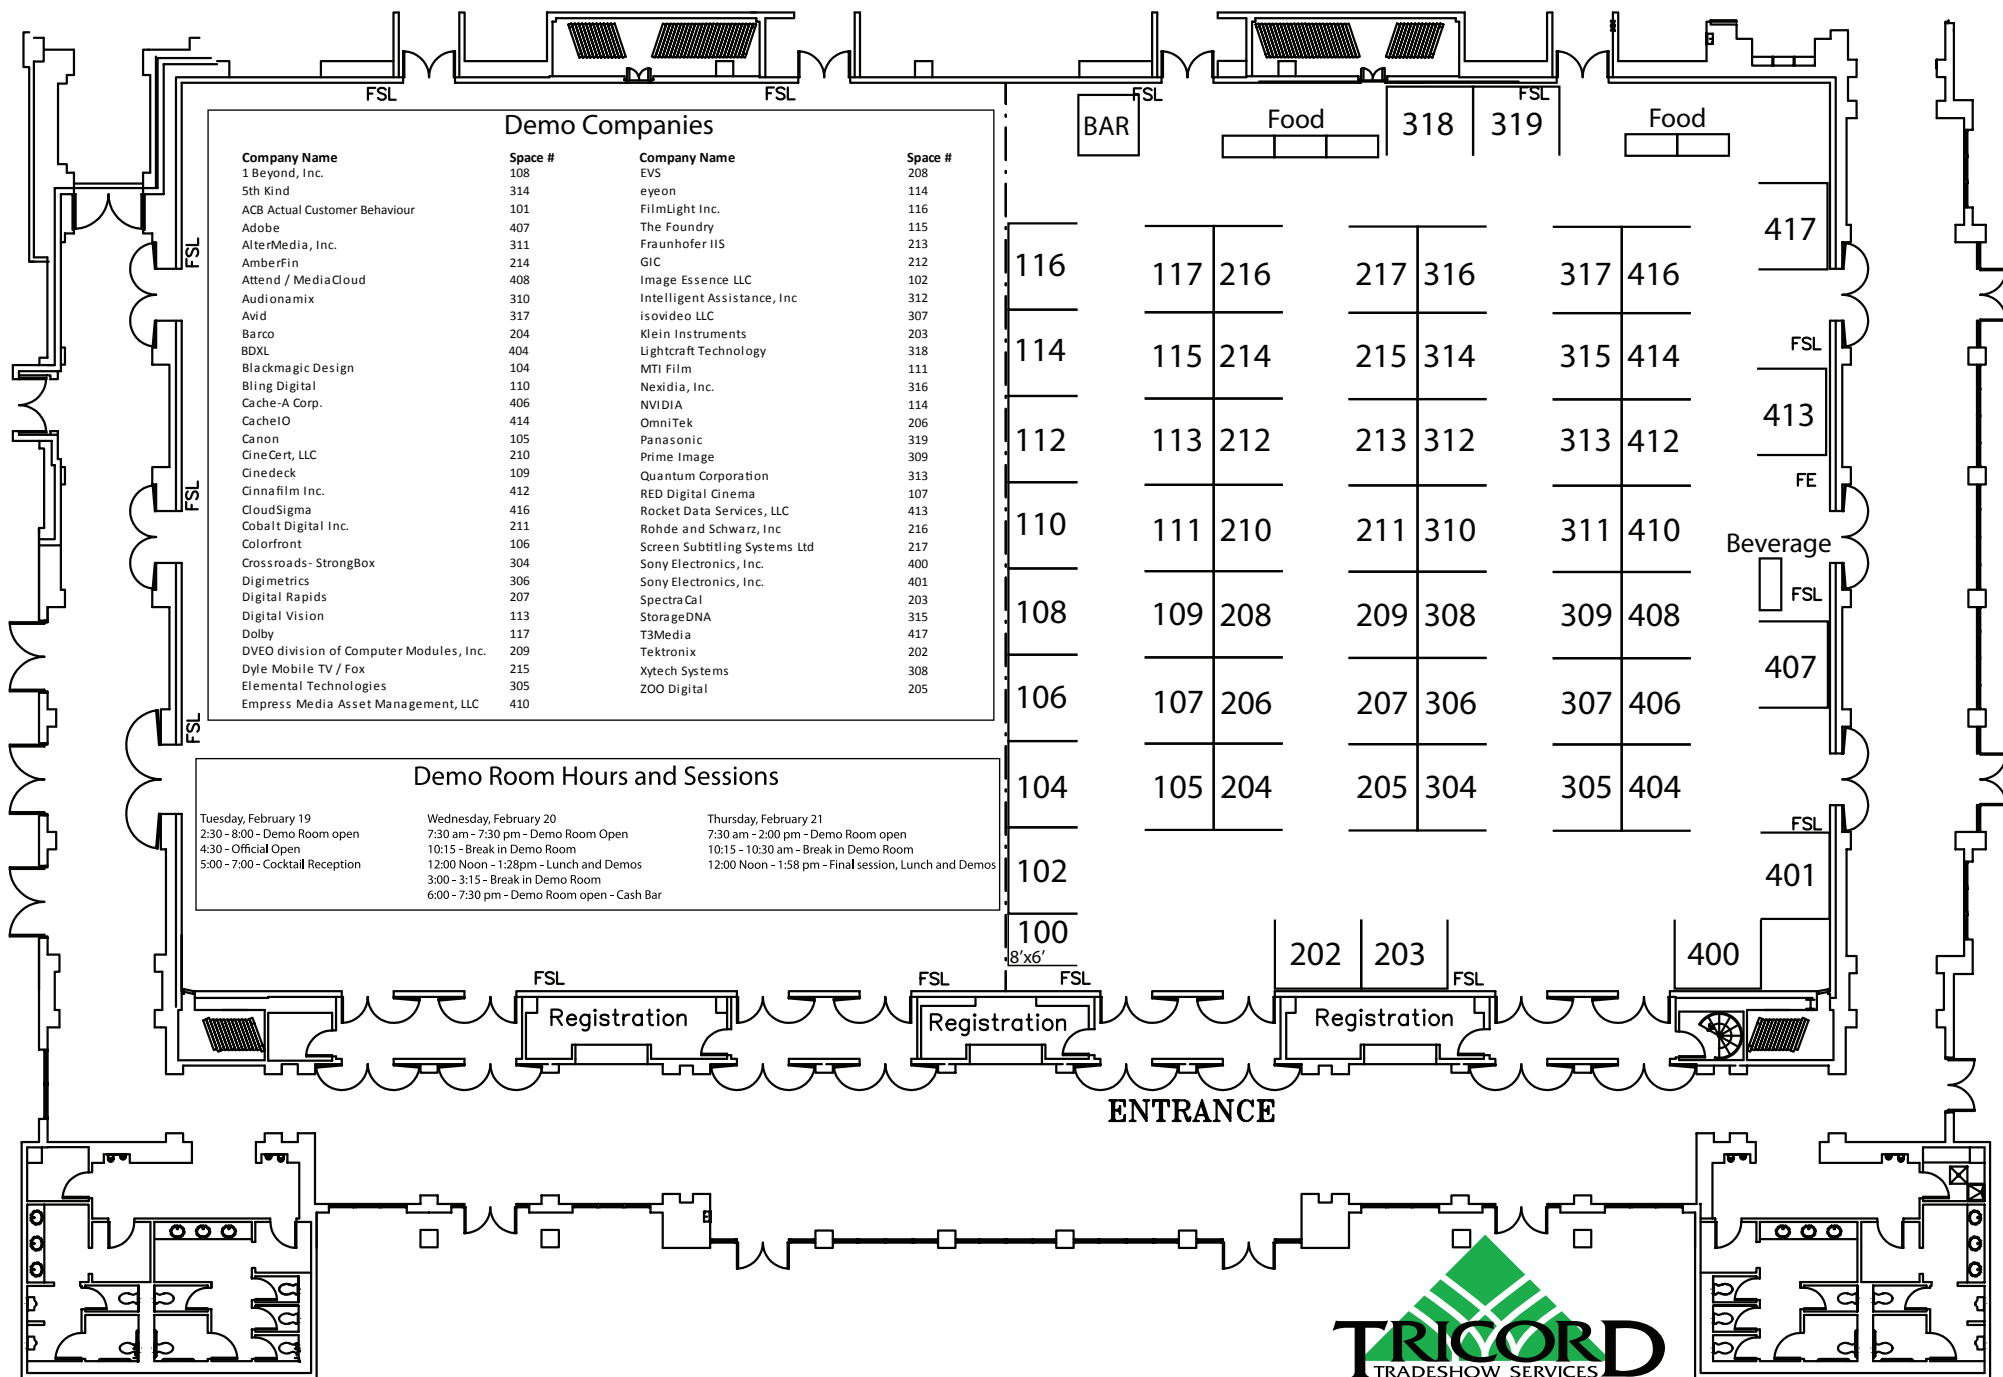 FSL
FSL
FSL
FSL
Demo Companies
Company Name Space # Company Name Space #
1 Beyond, Inc. 108 EVS 208
5th Kind 314 eyeon 114
ACB Actual Customer Behaviour 101 FilmLight Inc. 116
Adobe 407 The Foundry 115
AlterMedia, Inc. 311 Fraunhofer IIS 213
AmberFin 214 GIC 212
Attend / MediaCloud 408 Image Essence LLC 102
Audionamix 310 Intelligent Assistance, Inc 312
Avid 317 isovideo LLC 307
Barco 204 Klein Instruments 203
BDXL 404 Lightcraft Technology 318
Blackmagic Design 104 MTI Film 111
Bling Digital 110 Nexidia, Inc. 316
Cache-A Corp. 406 NVIDIA 114
CacheIO 414 OmniTek 206
Canon 105 Panasonic 319
CineCert, LLC 210 Prime Image 309
Cinedeck 109 Quantum Corporation 313
Cinnafilm Inc. 412 RED Digital Cinema 107
CloudSigma 416 Rocket Data Services, LLC 413
Cobalt Digital Inc. 211 Rohde and Schwarz, Inc 216
Colorfront 106 Screen Subtitling Systems Ltd 217
Crossroads- StrongBox 304 Sony Electronics, Inc. 400
Digimetrics 306 Sony Electronics, Inc. 401
Digital Rapids 207 SpectraCal 203
Digital Vision 113 StorageDNA 315
Dolby 117 T3Media 417
DVEO division of Computer Modules, Inc. 209 Tektronix 202
Dyle Mobile TV / Fox 215 Xytech Systems 308
Elemental Technologies 305 ZOO Digital 205
Empress Media Asset Management, LLC 410
FSL
FSL
FSL
Demo Room Hours and Sessions
Tuesday, February 19
2:30 - 8:00 - Demo Room open
4:30 - Official Open
5:00 - 7:00 - Cocktail Reception
Wednesday, February 20
7:30 am - 7:30 pm - Demo Room Open
10:15 - Break in Demo Room
12:00 Noon - 1:28pm - Lunch and Demos
3:00 - 3:15 - Break in Demo Room
6:00 - 7:30 pm - Demo Room open - Cash Bar
Thursday, February 21
7:30 am - 2:00 pm - Demo Room open
10:15 - 10:30 am - Break in Demo Room
12:00 Noon - 1:58 pm - Final session, Lunch and Demos
BAR Food 318 319 Food
417
116 117 216 217 316 317 416
FSL
114 115 214 215 314 315 414
413
112 113 212 213 312 313 412
FE
110 111 210 211 310 311 410
Beverage
FSL
108 109 208 209 308 309 408
407
106 107 206 207 306 307 406
104 105 204 205 304 305 404
FSL
102 401
100
8'x6'
202 203 400
FSL FSL FSL FSL
Registration Registration Registration
ENTRANCE
TRICORD
TRADESHOW SERVICES